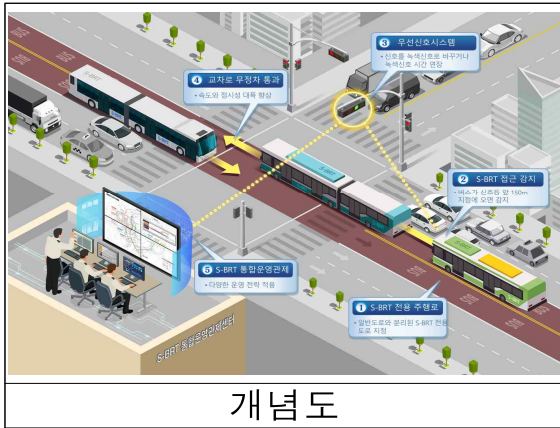 ③ 우선신호시스템
• 신호를 녹색신호로 바꾸거나
녹색신호 시간 연장
④ 교차로 무정차 통과
• 속도와 정시성 대폭 향상
② S-BRT 접근 감지
• 버스가 신호등 앞 150m
지점에 오면 감지
⑤ S-BRT 통합운영관제
• 다양한 운영 전략 적용
① S-BRT 전용 주행로
• 일반도로와 분리된 S-BRT 전용
도로 지정
S-BRT 통합운영관제센터
S-BRT
개념도